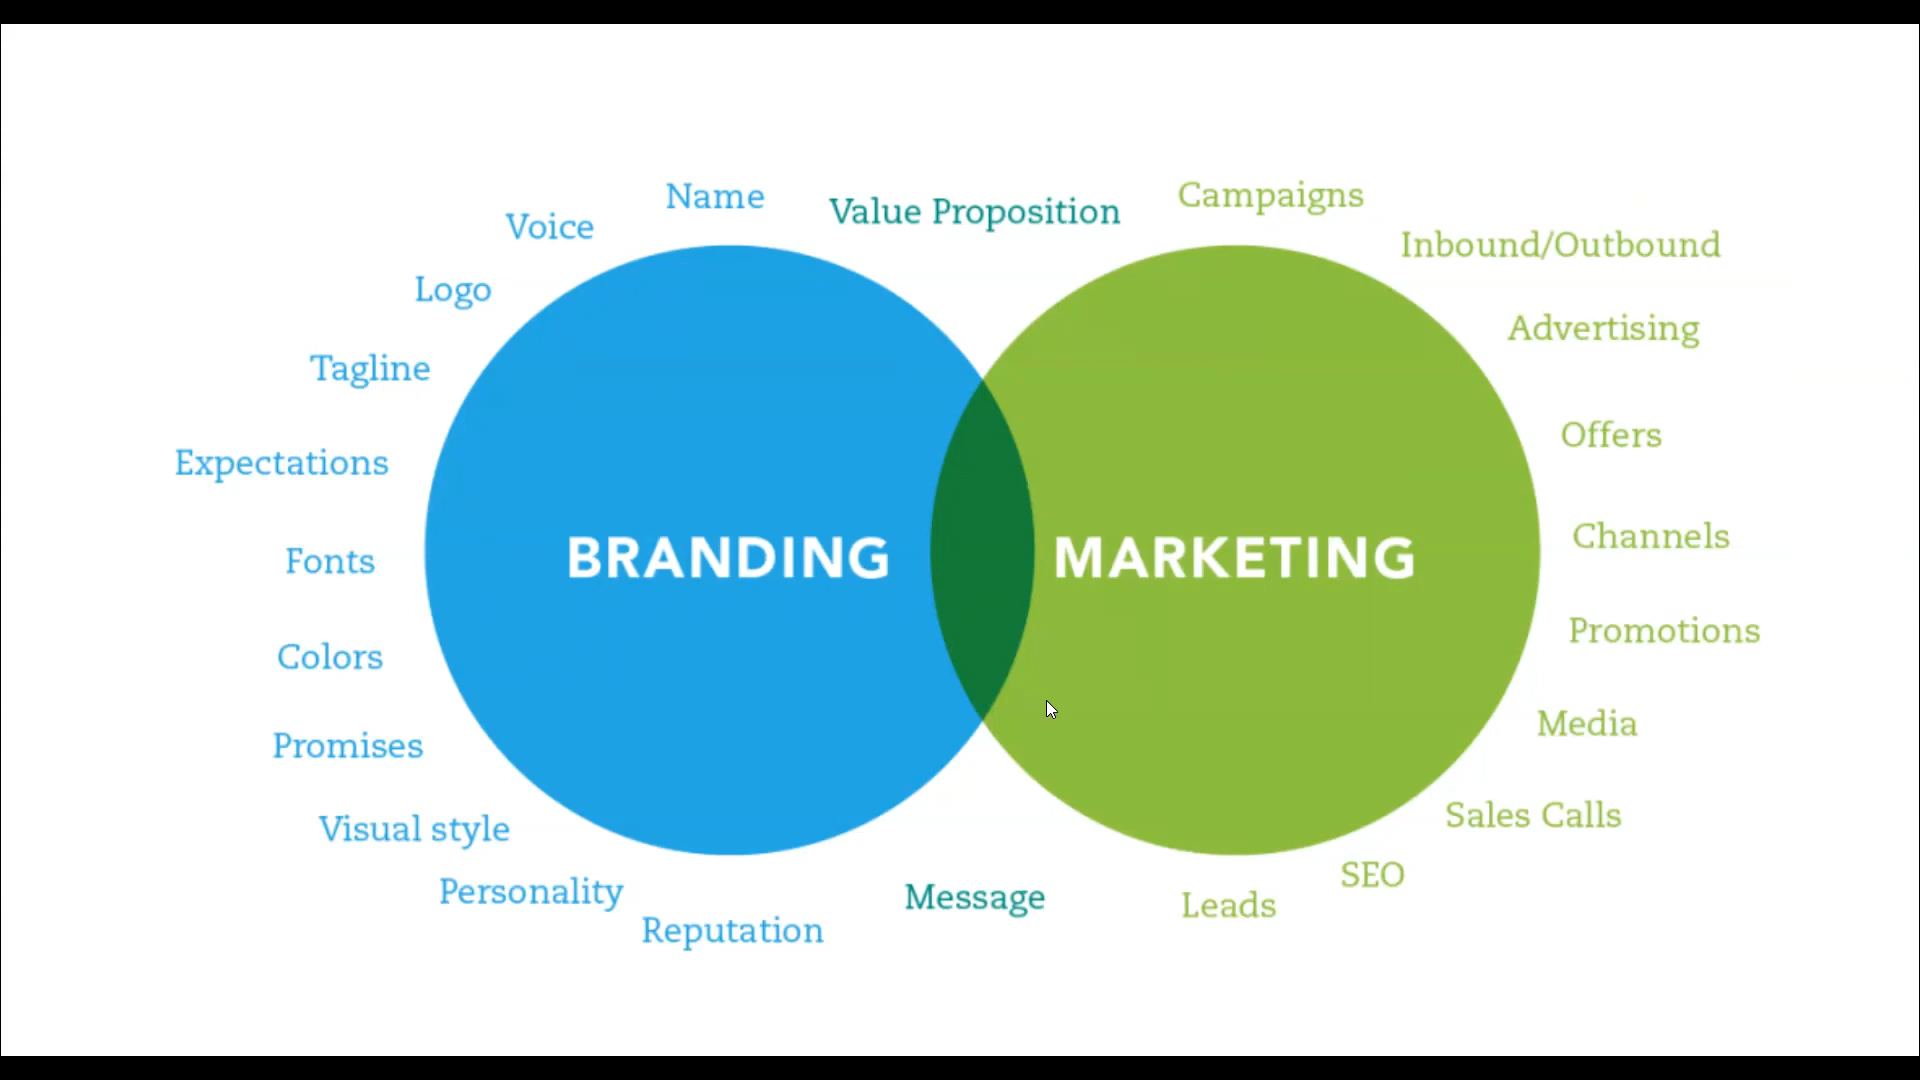 Name
Voice
Logo
Tagline
Expectations
Fonts
Colors
Promises
Visual style
Personality
Reputation
BRANDING
Value Proposition
Message
MARKETING
Campaigns
Inbound/Outbound
Advertising
Offers
Channels
Promotions
Media
Sales Calls
SEO
Leads